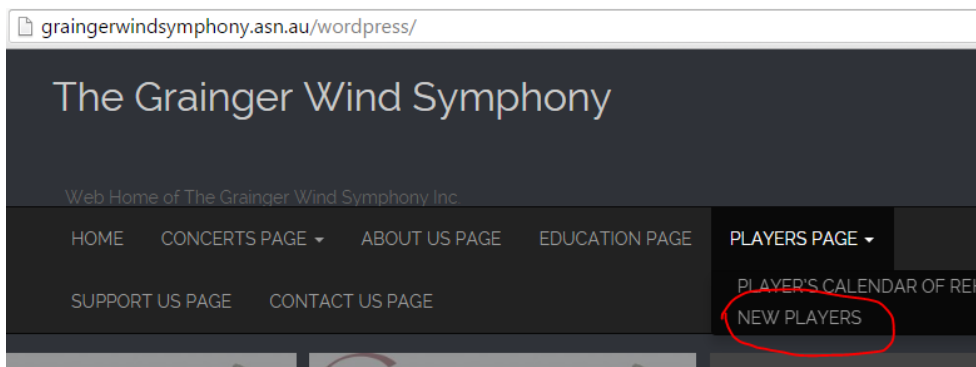 graingerwindsymphony.asn.au/wordpress/
The Grainger Wind Symphony
Web Home of The Grainger Wind Symphony Inc.
HOME CONCERTS PAGE ABOUT US PAGE EDUCATION PAGE PLAYERS PAGE
PLAYER'S CALENDAR OF
SUPPORT US PAGE CONTACT US PAGE
NEW PLAYERS